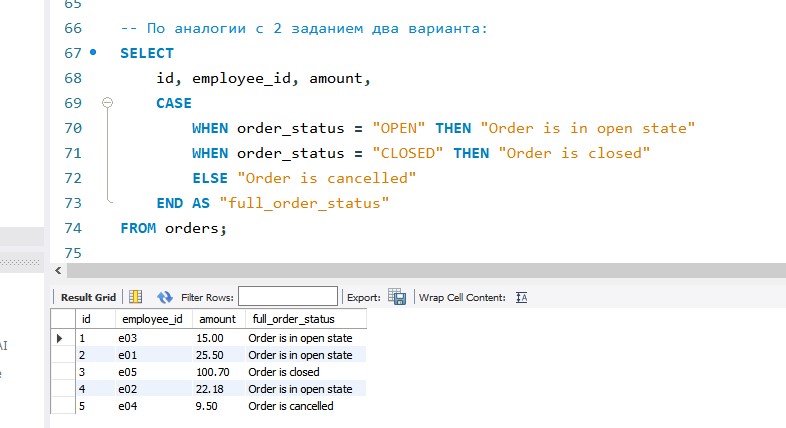 65
66 -- По аналогии с 2 заданием два варианта:
67 SELECT
68 id, employee_id, amount,
69 CASE
70 WHEN order_status = "OPEN" THEN "Order is in open state"
71 WHEN order_status = "CLOSED" THEN "Order is closed"
72 ELSE "Order is cancelled"
73 END AS "full_order_status"
74 FROM orders;
75
Result Grid Filter Rows: Export: Wrap Cell Content:
id employee_id amount full_order_status
1 e03 15.00 Order is in open state
2 e01 25.50 Order is in open state
3 e05 100.70 Order is closed
4 e02 22.18 Order is in open state
5 e04 9.50 Order is cancelled